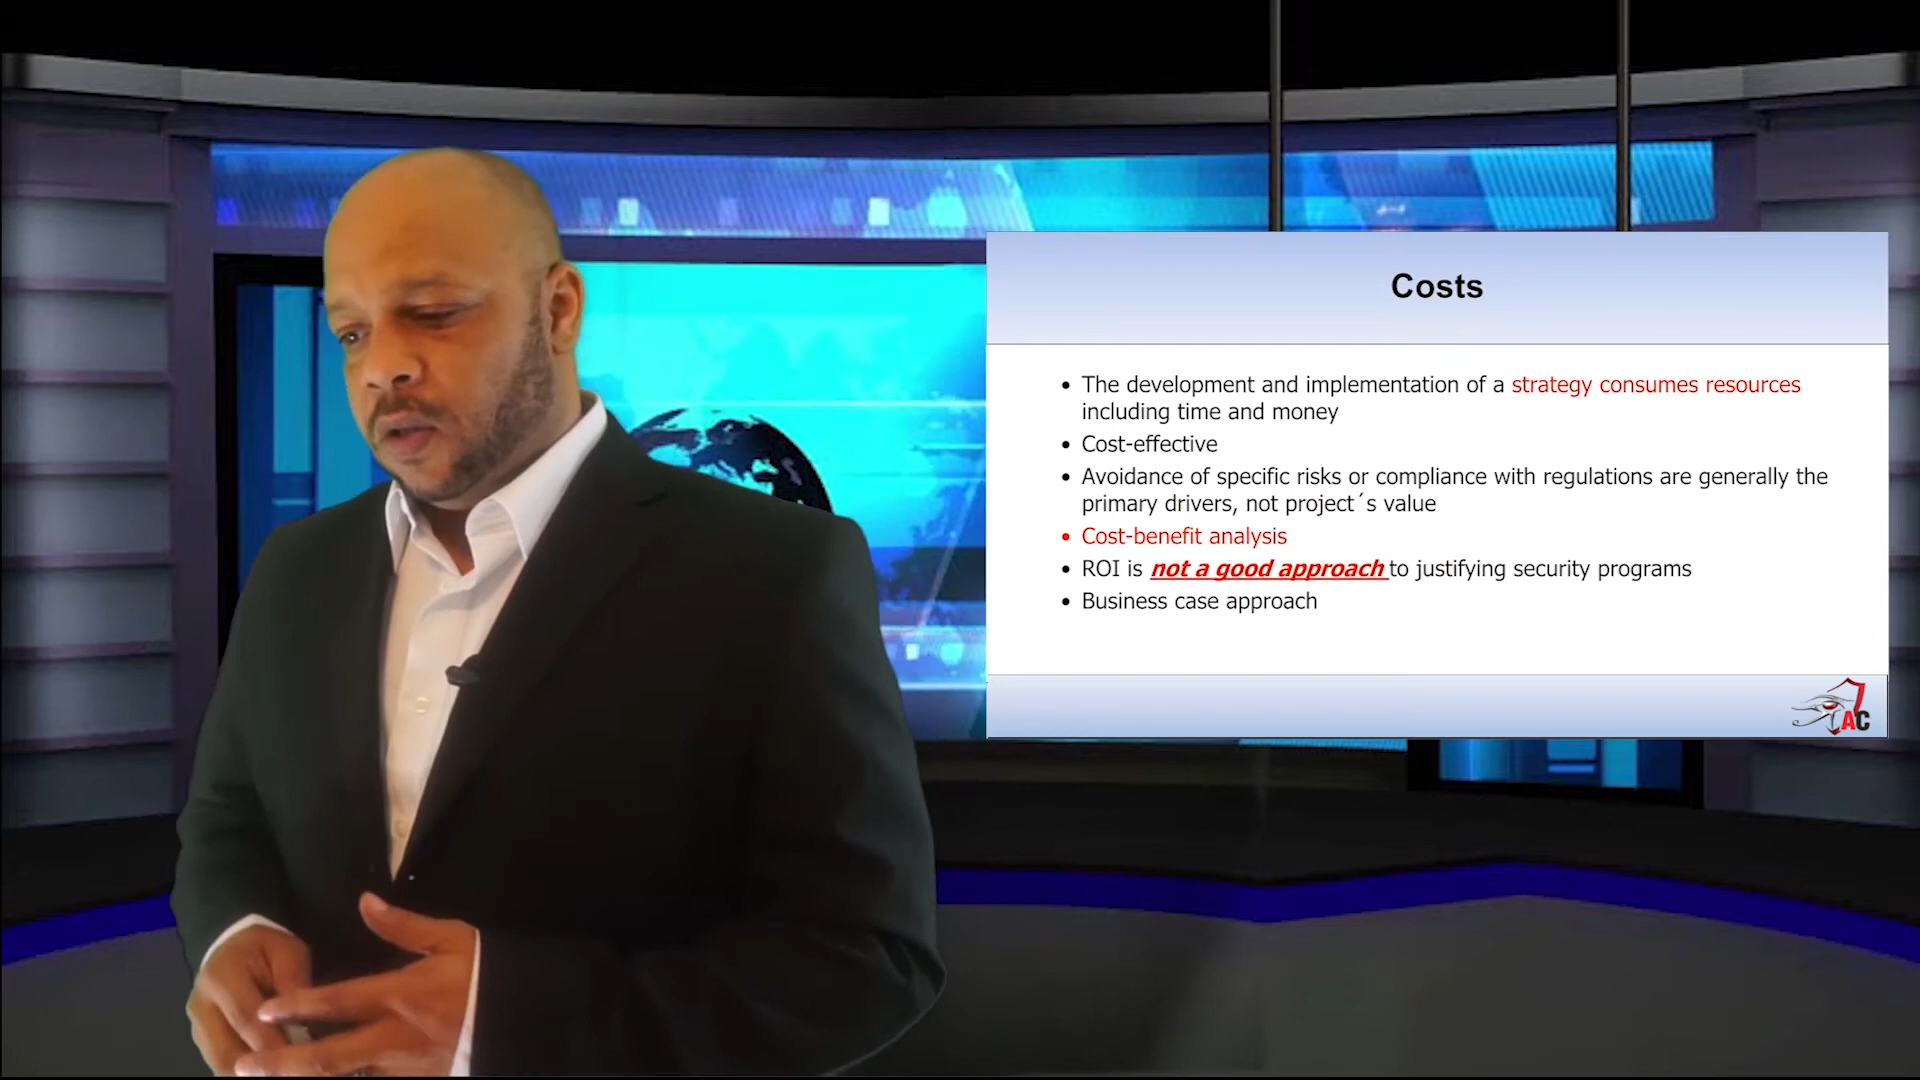 Costs
• The development and implementation of a strategy consumes resources
including time and money
• Cost-effective
• Avoidance of specific risks or compliance with regulations are generally the
primary drivers, not project´s value
• Cost-benefit analysis
• ROI is not a good approach to justifying security programs
• Business case approach
AC